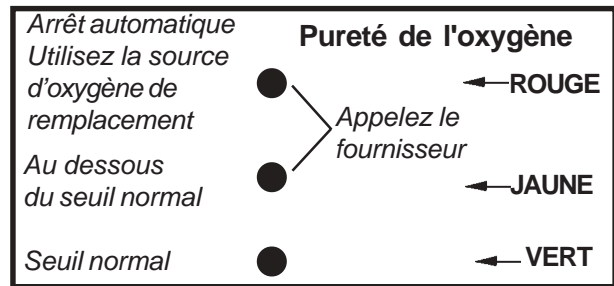 Pureté de l'oxygène
Arrêt automatique
Utilisez la source
d'oxygène de
remplacement
ROUGE
Appelez le
fournisseur
Au dessous
du seuil normal
JAUNE
Seuil normal
VERT